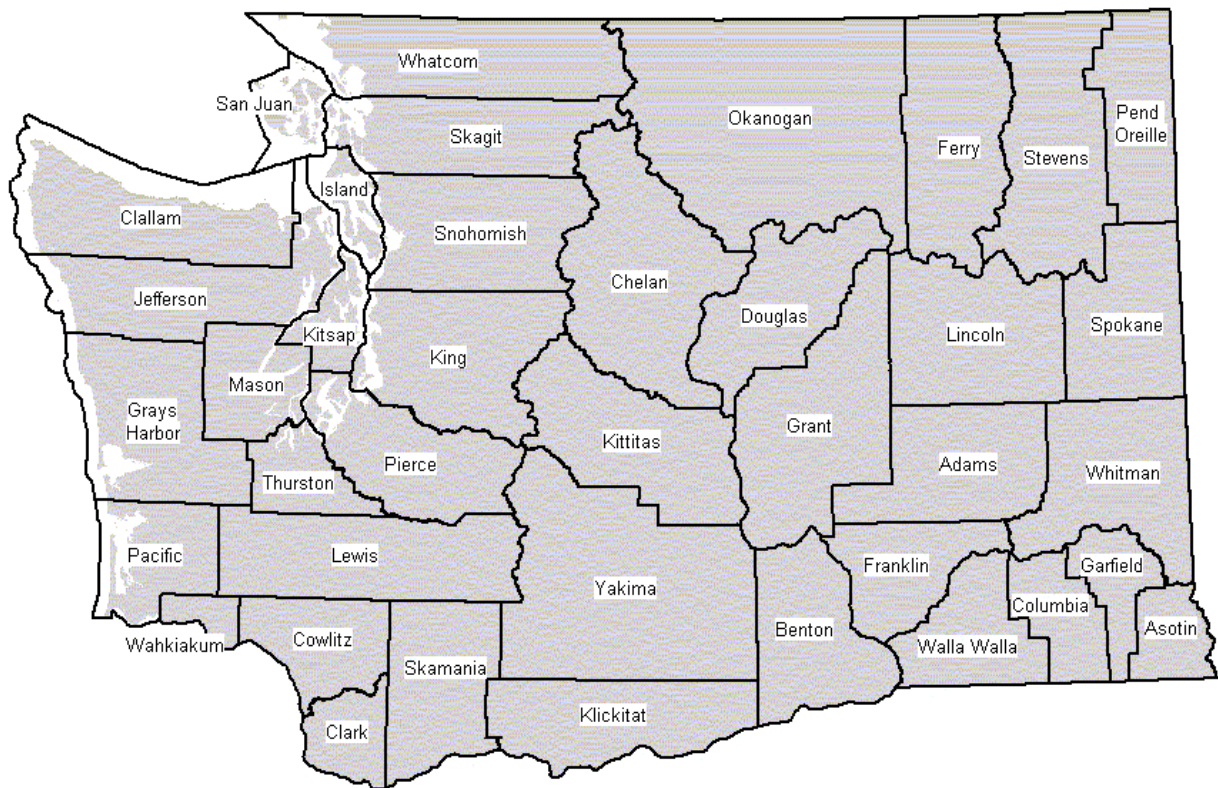 Whatcom
San Juan
Skagit
Okanogan
Ferry
Stevens
Pend
Oreille
Island
Clallam
Snohomish
Chelan
Jefferson
Kitsap
Douglas
Lincoln
Spokane
King
Mason
Grays
Harbor
Kittitas
Grant
Pierce
Thurston
Adams
Whitman
Pacific
Lewis
Yakima
Franklin
Garfield
Columbia
Wahkiakum
Cowlitz
Skamania
Benton
Walla Walla
Asotin
Klickitat
Clark